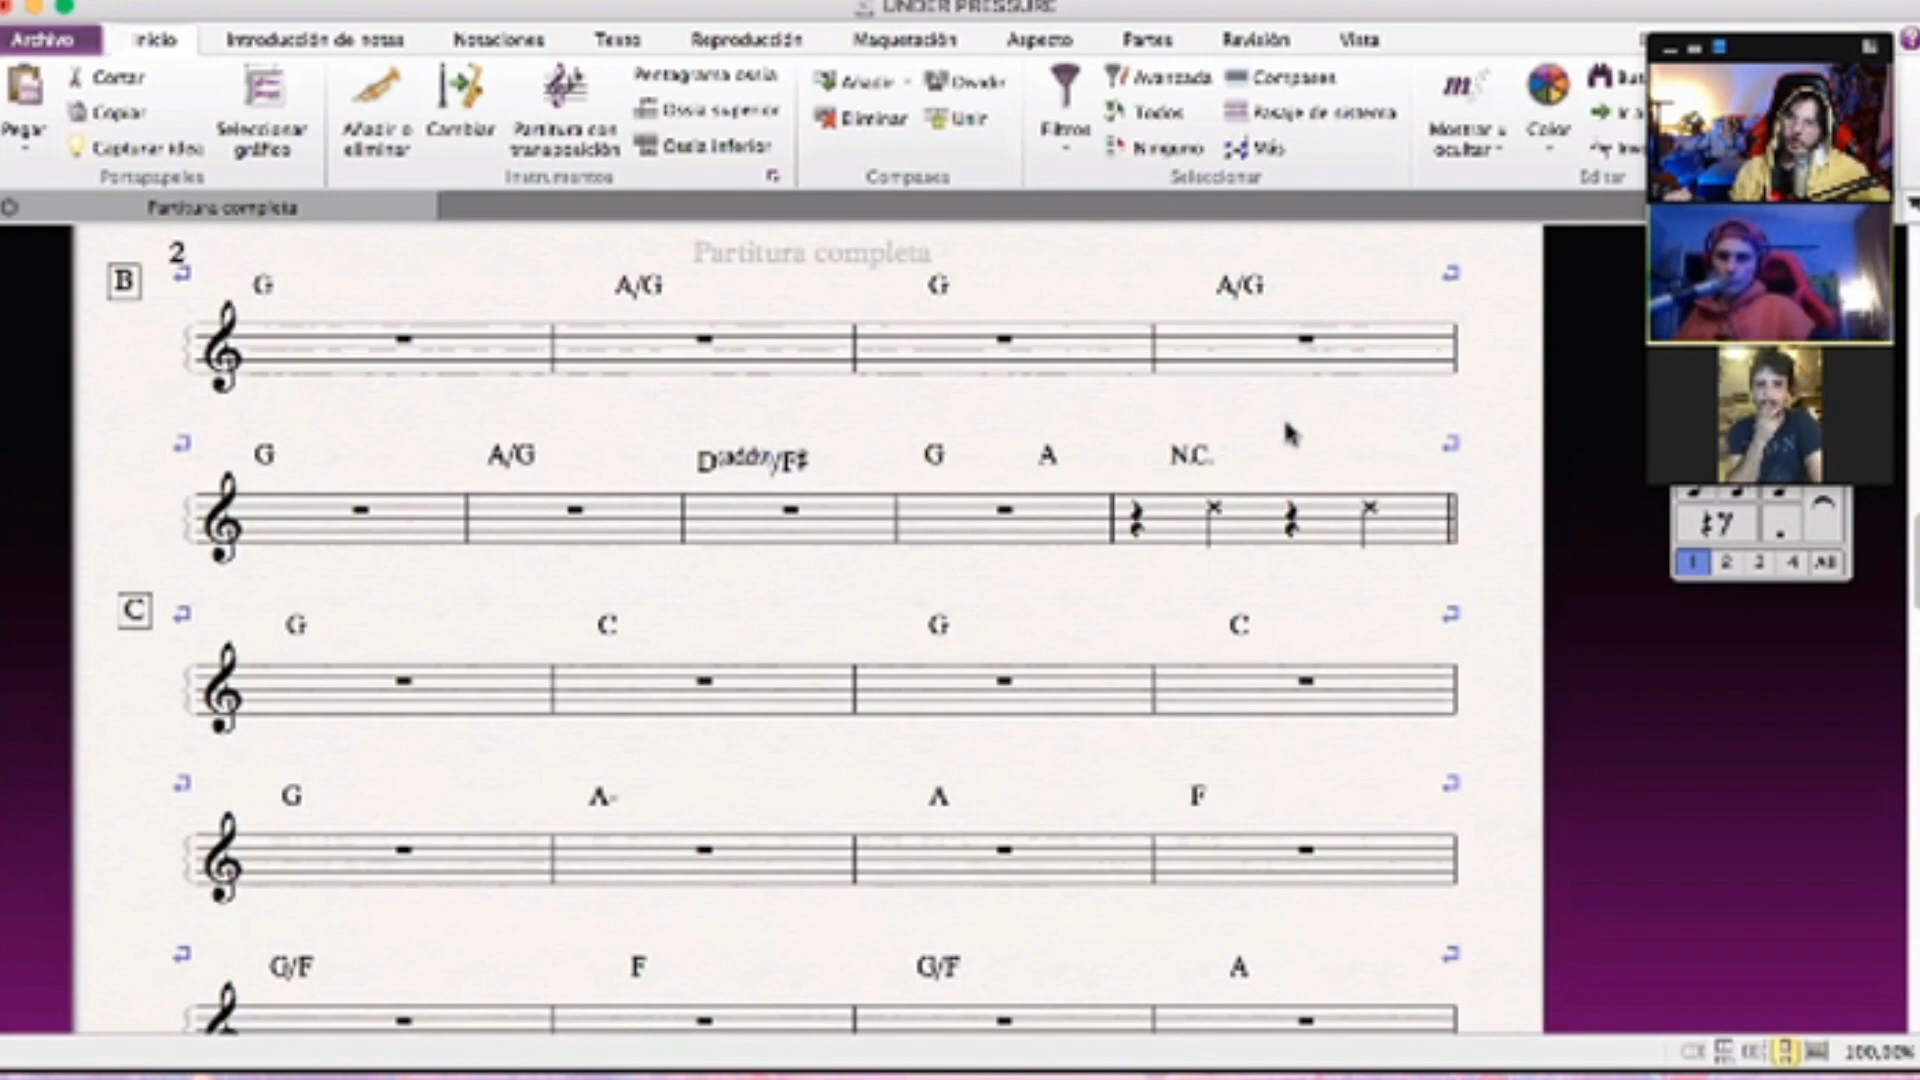 UNDER PRESSURE
Archivo Inicio Introducción de notas Notaciones Texto Reproducción Maquetación Aspecto Partes Revisión Vista
Cortar Pentagrama ossia Añadir Dividir Avanzada Compases
Copiar Ossia superior Eliminar Unir Todos Pasaje de sistema
Pegar Seleccionar gráfico Añadir o eliminar Cambiar Partitura con transposición Filtros Mostrar u ocultar Color
Capturar idea Ossia inferior Ninguno Más
Portapapeles Instrumentos Compases Seleccionar Editar
Partitura completa
2 Partitura completa
B G A/G G A/G
G A/G D(add9)/F# G A N.C.
1 2 3 4 All
C G C G C
G A- A F
G/F F G/F A